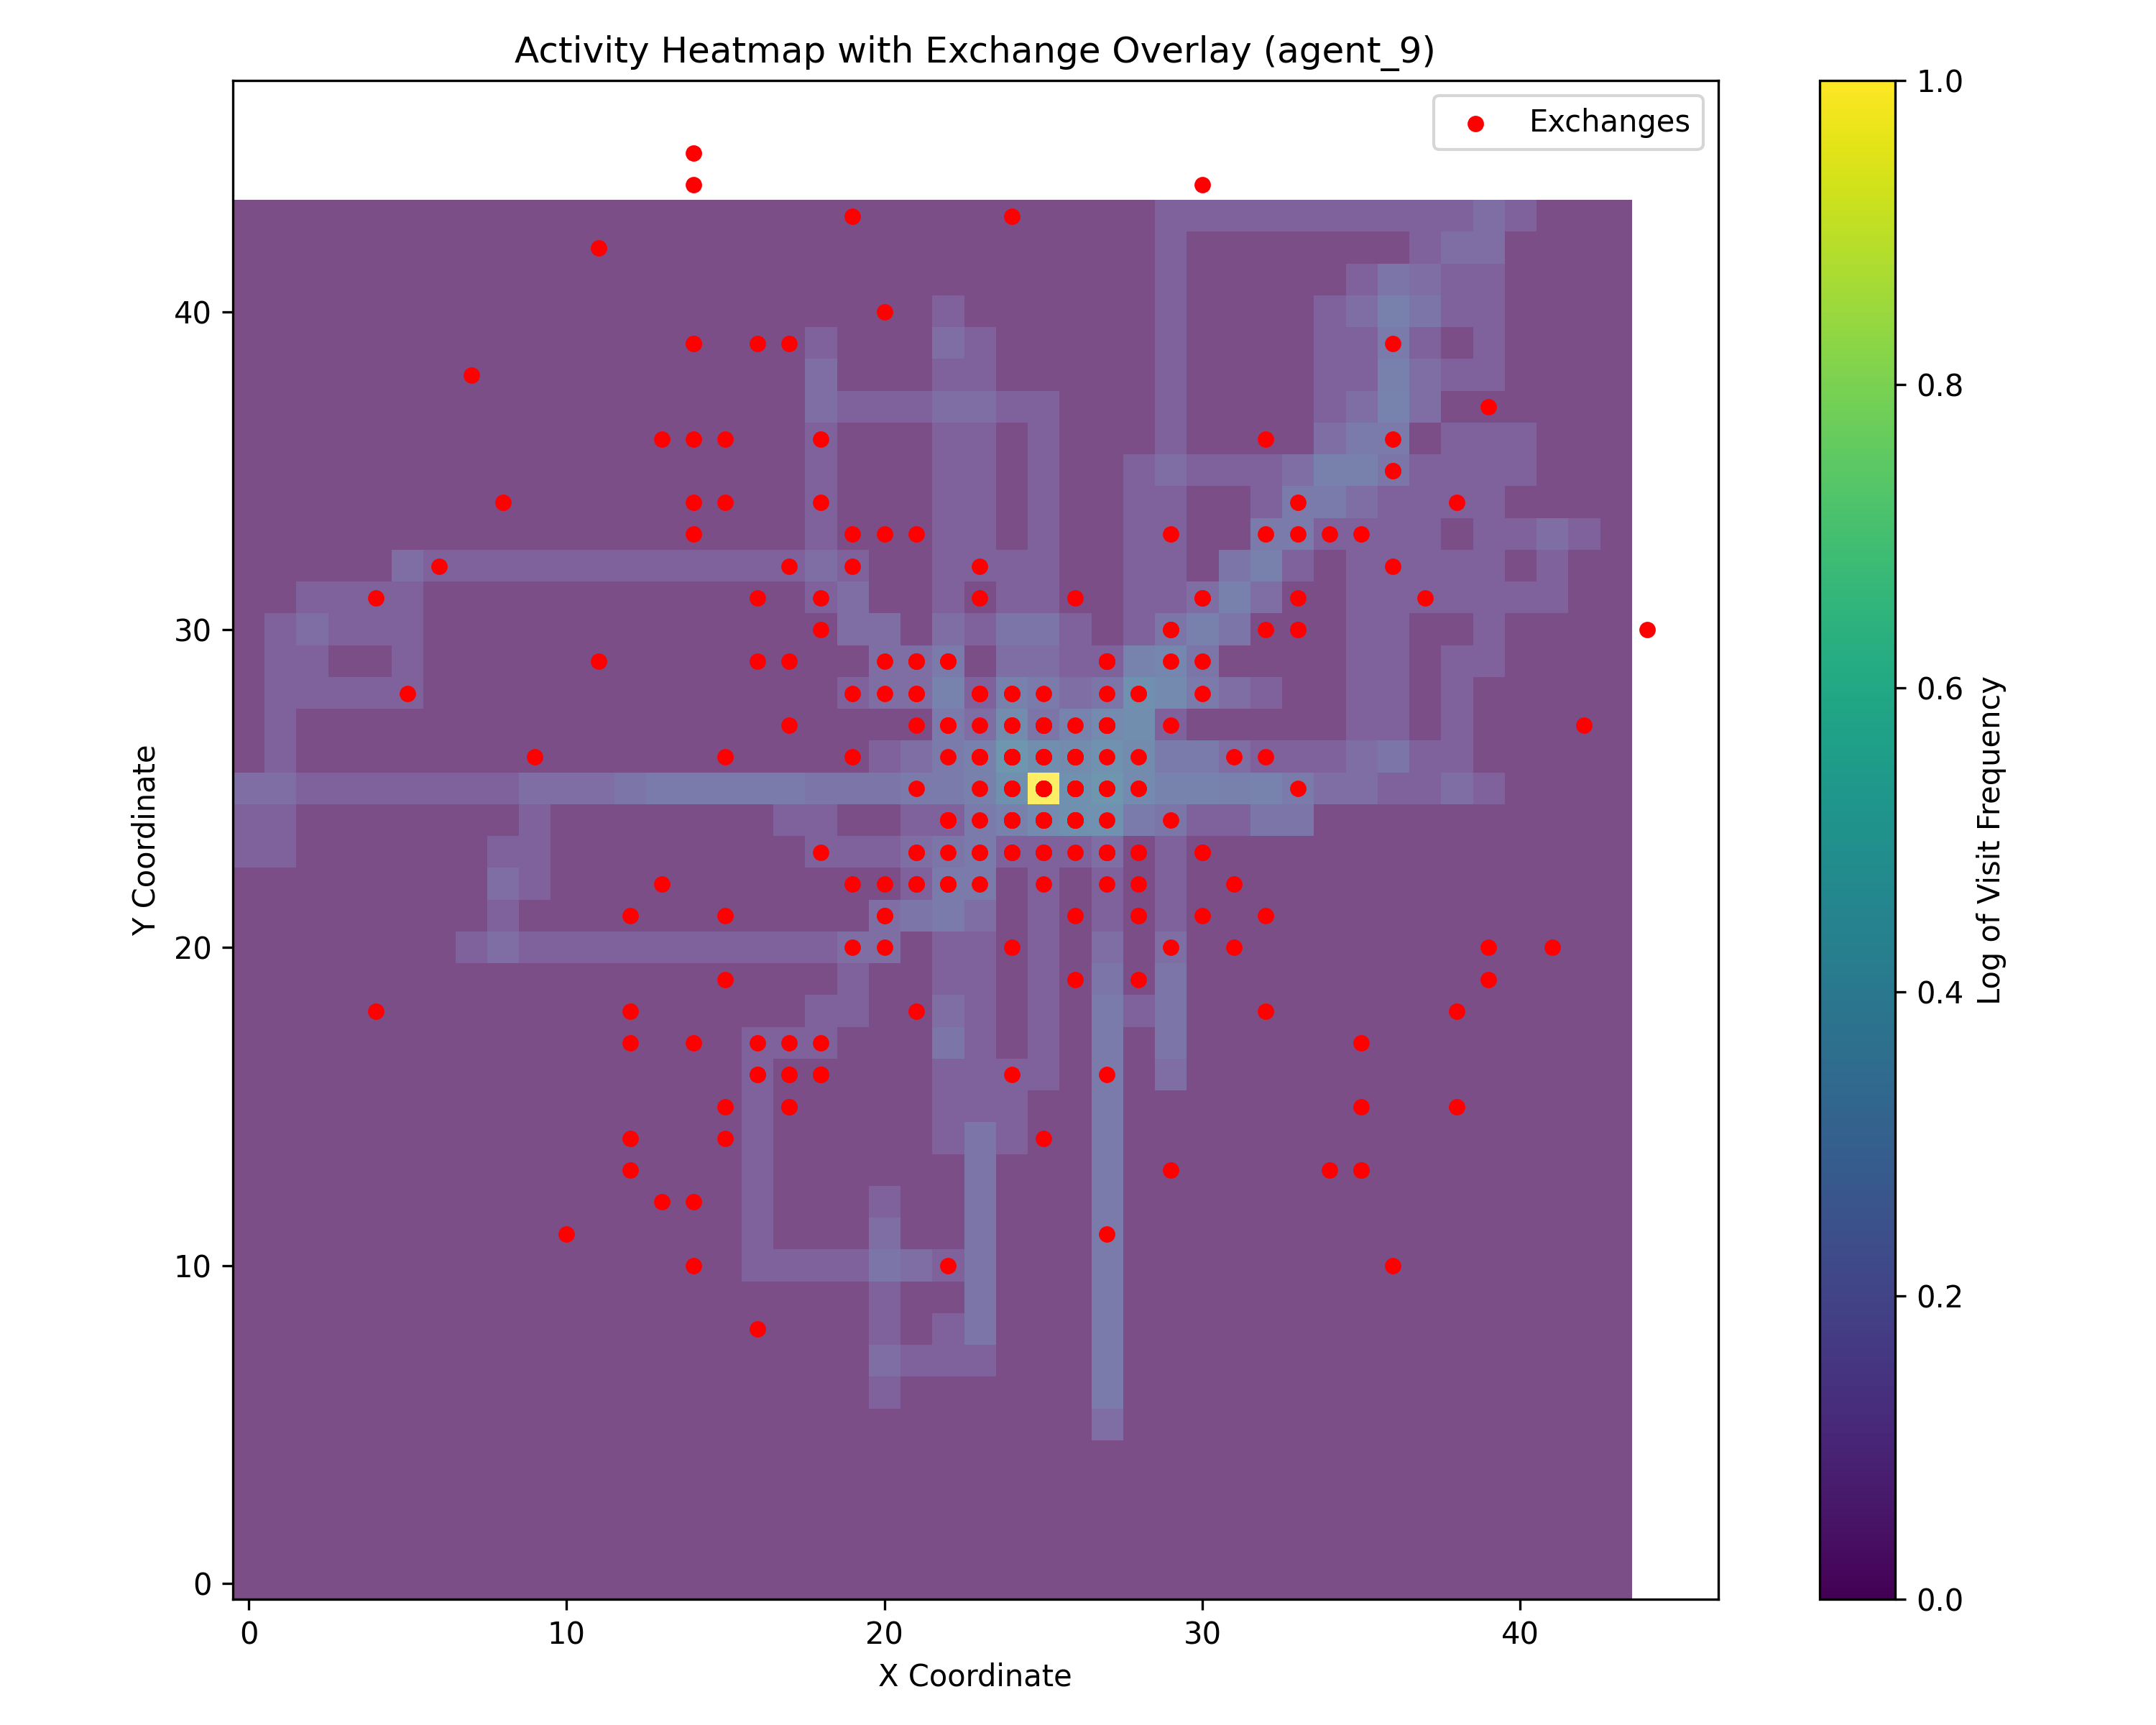 Activity Heatmap with Exchange Overlay (agent_9)
Exchanges
Y Coordinate
40
30
20
10
0
0 10 20 30 40
X Coordinate
1.0
0.8
0.6
0.4
0.2
0.0
Log of Visit Frequency